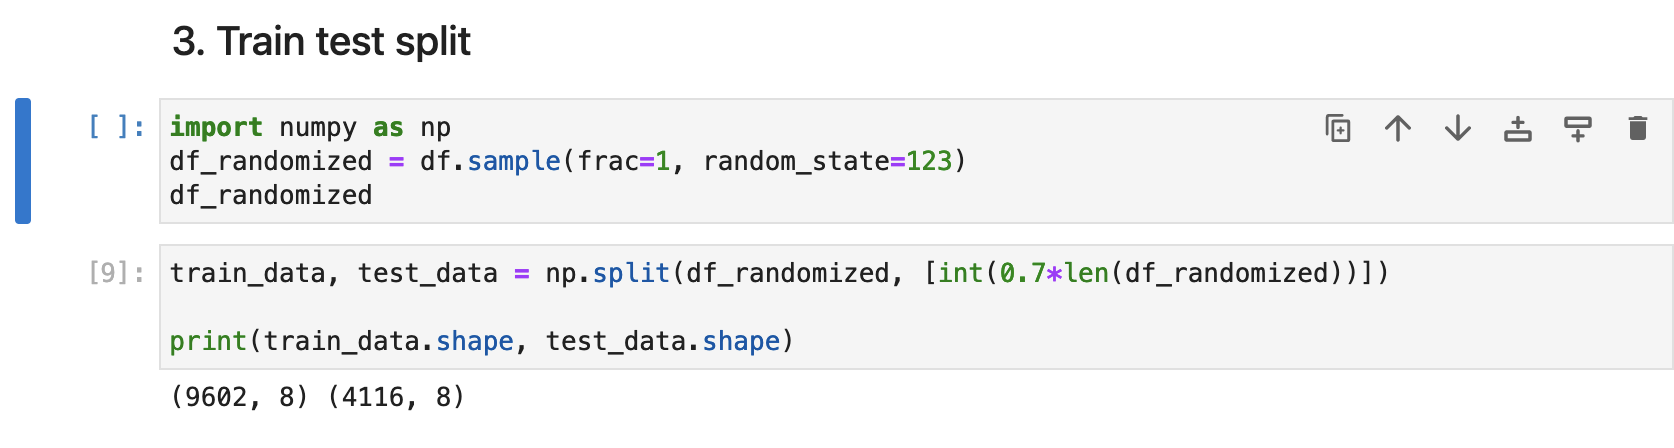 3. Train test split
[ ]:
import numpy as np
df_randomized = df.sample(frac=1, random_state=123)
df_randomized
[9]:
train_data, test_data = np.split(df_randomized, [int(0.7*len(df_randomized))])
print(train_data.shape, test_data.shape)
(9602, 8) (4116, 8)